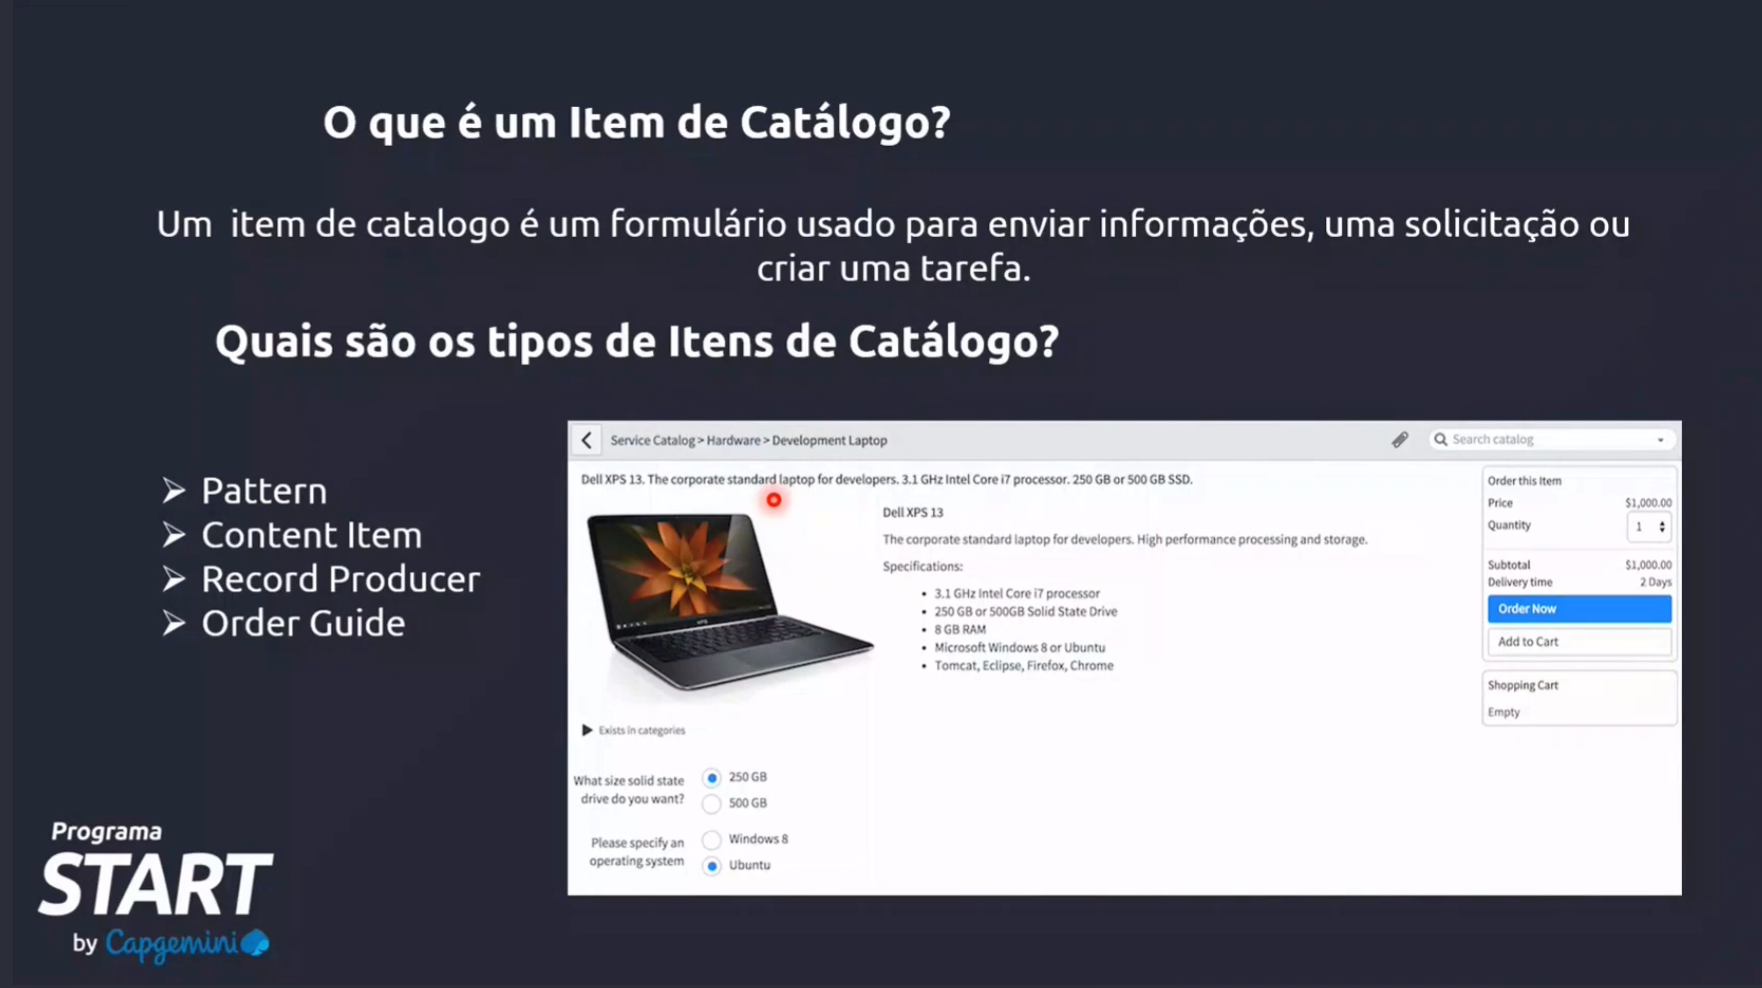 O que é um Item de Catálogo?
Um item de catalogo é um formulário usado para enviar informações, uma solicitação ou
criar uma tarefa.
Quais são os tipos de Itens de Catálogo?
Pattern
Content Item
Record Producer
Order Guide
Service Catalog > Hardware > Development Laptop
Search catalog
Dell XPS 13. The corporate standard laptop for developers. 3.1 GHz Intel Core i7 processor. 250 GB or 500 GB SSD.
Dell XPS 13
The corporate standard laptop for developers. High performance processing and storage.
Specifications:
• 3.1 GHz Intel Core i7 processor
• 250 GB or 500GB Solid State Drive
• 8 GB RAM
• Microsoft Windows 8 or Ubuntu
• Tomcat, Eclipse, Firefox, Chrome
Exists in categories
What size solid state
drive do you want?
250 GB
500 GB
Please specify an
operating system
Windows 8
Ubuntu
Order this Item
Price $1,000.00
Quantity 1
Subtotal $1,000.00
Delivery time 2 Days
Order Now
Add to Cart
Shopping Cart
Empty
Programa
START
by Capgemini